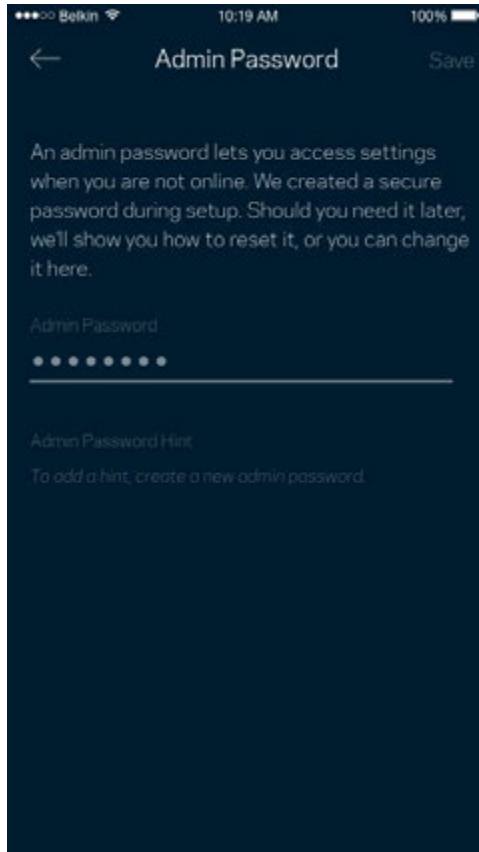 Belkin 10:19 AM 100%
Admin Password Save
An admin password lets you access settings
when you are not online. We created a secure
password during setup. Should you need it later,
we'll show you how to reset it, or you can change
it here.
Admin Password
••••••••
Admin Password Hint
To add a hint, create a new admin password.